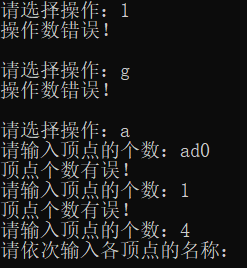 请选择操作：l
操作数错误！
请选择操作：g
操作数错误！
请选择操作：a
请输入顶点的个数：ad0
顶点个数有误！
请输入顶点的个数：1
顶点个数有误！
请输入顶点的个数：4
请依次输入各顶点的名称：